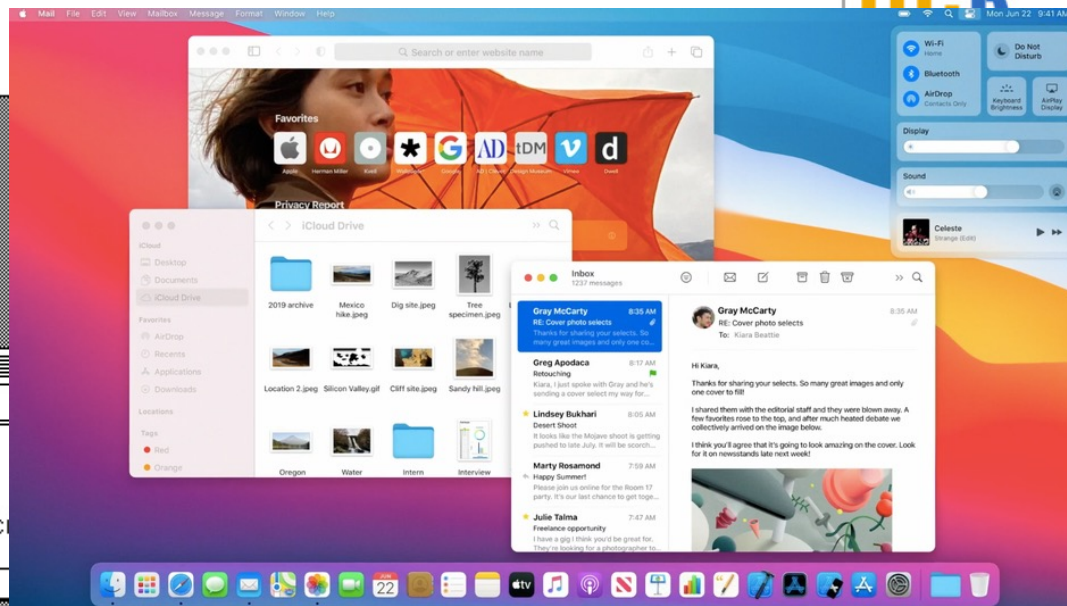 Mail File Edit View Mailbox Message Format Window Help
Mon Jun 22 9:41 AM
Search or enter website name
Favorites
AD tDM d
Apple Herman Miller Kvell Google Design Museum Vimeo Dwell
Privacy Report
Wi-Fi
Home
Bluetooth
AirDrop
Contacts Only
Do Not
Disturb
Keyboard
Brightness
AirPlay
Display
Display
Sound
Celeste
Strange (Edit)
iCloud
Desktop
Documents
iCloud Drive
Favorites
AirDrop
Recents
Applications
Downloads
Locations
Tags
Red
Orange
iCloud Drive
2019 archive
Mexico
hike.jpeg
Dig site.jpeg
Tree
specimen.jpeg
Location 2.jpeg Silicon Valley.gif Cliff site.jpeg Sandy hill.jpeg
Oregon Water Intern Interview
Inbox
1237 messages
Gray McCarty 8:35 AM
RE: Cover photo selects
Thanks for sharing your selects. So
many great images and only one co...
Greg Apodaca 8:17 AM
Retouching
Kiara, I just spoke with Gray and he's
sending a cover select my way for...
Lindsey Bukhari 8:05 AM
Desert Shoot
It looks like the Mojave shoot is getting
pushed to late July. It will be scorch...
Marty Rosamond 7:59 AM
Happy Summer!
Please join us online for the Room 17
party. It's our last chance to get toge...
Julie Talma 7:47 AM
Freelance opportunity
I have a gig I think you'd be great for.
They're looking for a photographer to...
Gray McCarty 8:35 AM
RE: Cover photo selects
To: Kiara Beattie
Hi Kiara,
Thanks for sharing your selects. So many great images and only
one cover to fill!
I shared them with the editorial staff and they were blown away. A
few favorites rose to the top, and after much heated debate we
collectively arrived on the image below.
I think you'll agree that it's going to look amazing on the cover. Look
for it on newsstands late next week!
JUN
22
tv